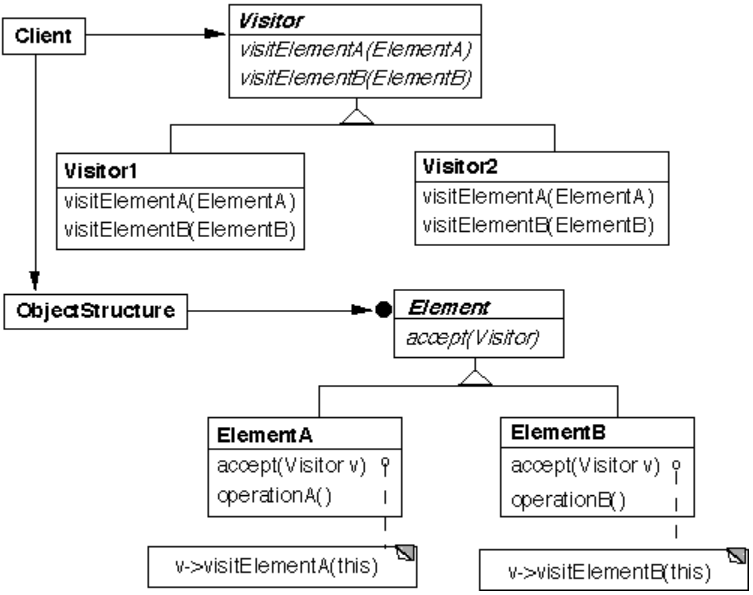 Client
Visitor
visitElementA(ElementA)
visitElementB(ElementB)
Visitor1
visitElementA(ElementA)
visitElementB(ElementB)
Visitor2
visitElementA(ElementA)
visitElementB(ElementB)
ObjectStructure
Element
accept(Visitor)
ElementA
accept(Visitor v)
operationA()
ElementB
accept(Visitor v)
operationB()
v->visitElementA(this)
v->visitElementB(this)